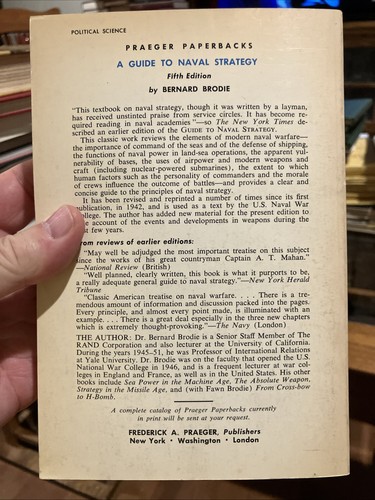 POLITICAL SCIENCE
PRAEGER PAPERBACKS
A GUIDE TO NAVAL STRATEGY
Fifth Edition
by BERNARD BRODIE
"This textbook on naval strategy, though it was written by a layman,
has received unstinted praise from service circles. It has become re-
quired reading in naval academies"—so The New York Times de-
scribed an earlier edition of the GUIDE TO NAVAL STRATEGY.
This classic work reviews the elements of modern naval warfare—
the importance of command of the seas and of the defense of shipping,
the functions of naval power in land-sea operations, the apparent vulne-
rability of bases, the uses of airpower and modern weapons and
craft (including nuclear-powered submarines), the extent to which
human factors such as the personality of commanders and the morale
of crews influence the outcome of battles—and provides a clear and
concise guide to the principles of naval strategy.
It has been revised and reprinted a number of times since its first
publication, in 1942, and is used as a text by the U.S. Naval War
llege. The author has added new material for the present edition to
account of the events and developments in weapons during the
st few years.
rom reviews of earlier editions:
"May well be adjudged the most important treatise on this subject
since the works of his great countryman Captain A. T. Mahan."
—National Review (British)
"Well planned, clearly written, this book is what it purports to be,
a really adequate general guide to naval strategy."—New York Herald
Tribune
"Classic American treatise on naval warfare. . . . There is a tre-
mendous amount of information and discussion packed into the pages.
Every principle, and almost every point made, is illuminated with an
example. . . . There is a great deal especially in the three new chapters
which is extremely thought-provoking."—The Navy (London)
THE AUTHOR: Dr. Bernard Brodie is a Senior Staff Member of The
RAND Corporation and also lecturer at the University of California.
During the years 1945–51, he was Professor of International Relations
at Yale University. Dr. Brodie was on the faculty that opened the U.S.
National War College in 1946, and is a frequent lecturer at war col-
leges in England and France, as well as in the United States. His other
books include Sea Power in the Machine Age, The Absolute Weapon,
Strategy in the Missile Age, and (with Fawn Brodie) From Cross-bow
to H-Bomb.
A complete catalog of Praeger Paperbacks currently
in print will be sent at your request.
FREDERICK A. PRAEGER, Publishers
New York • Washington • London